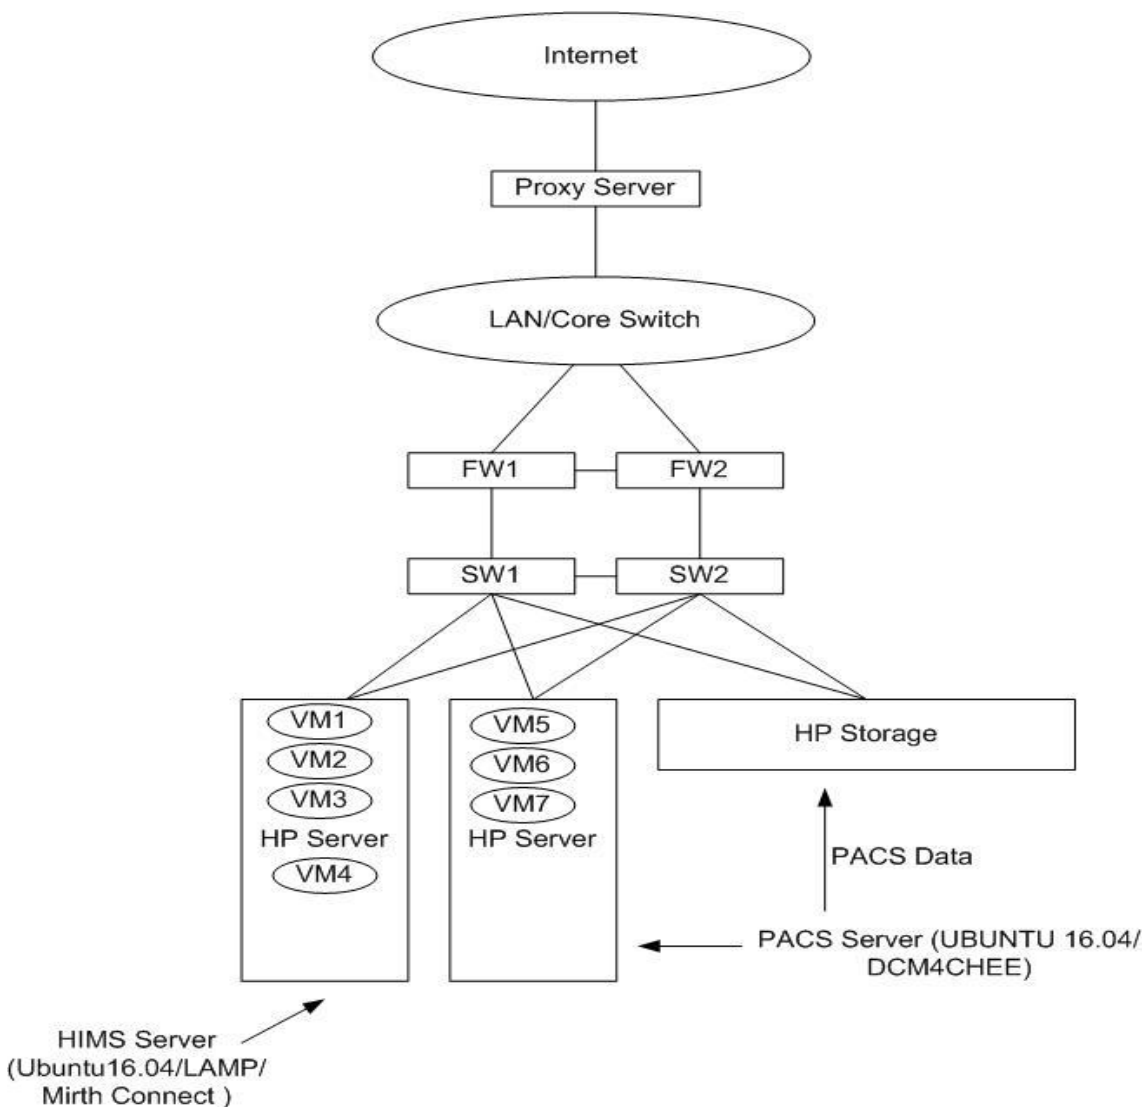 Internet
Proxy Server
LAN/Core Switch
FW1
FW2
SW1
SW2
VM1
VM2
VM3
HP Server
VM4
VM5
VM6
VM7
HP Server
HP Storage
PACS Data
PACS Server (UBUNTU 16.04/
DCM4CHEE)
HIMS Server
(Ubuntu16.04/LAMP/
Mirth Connect )